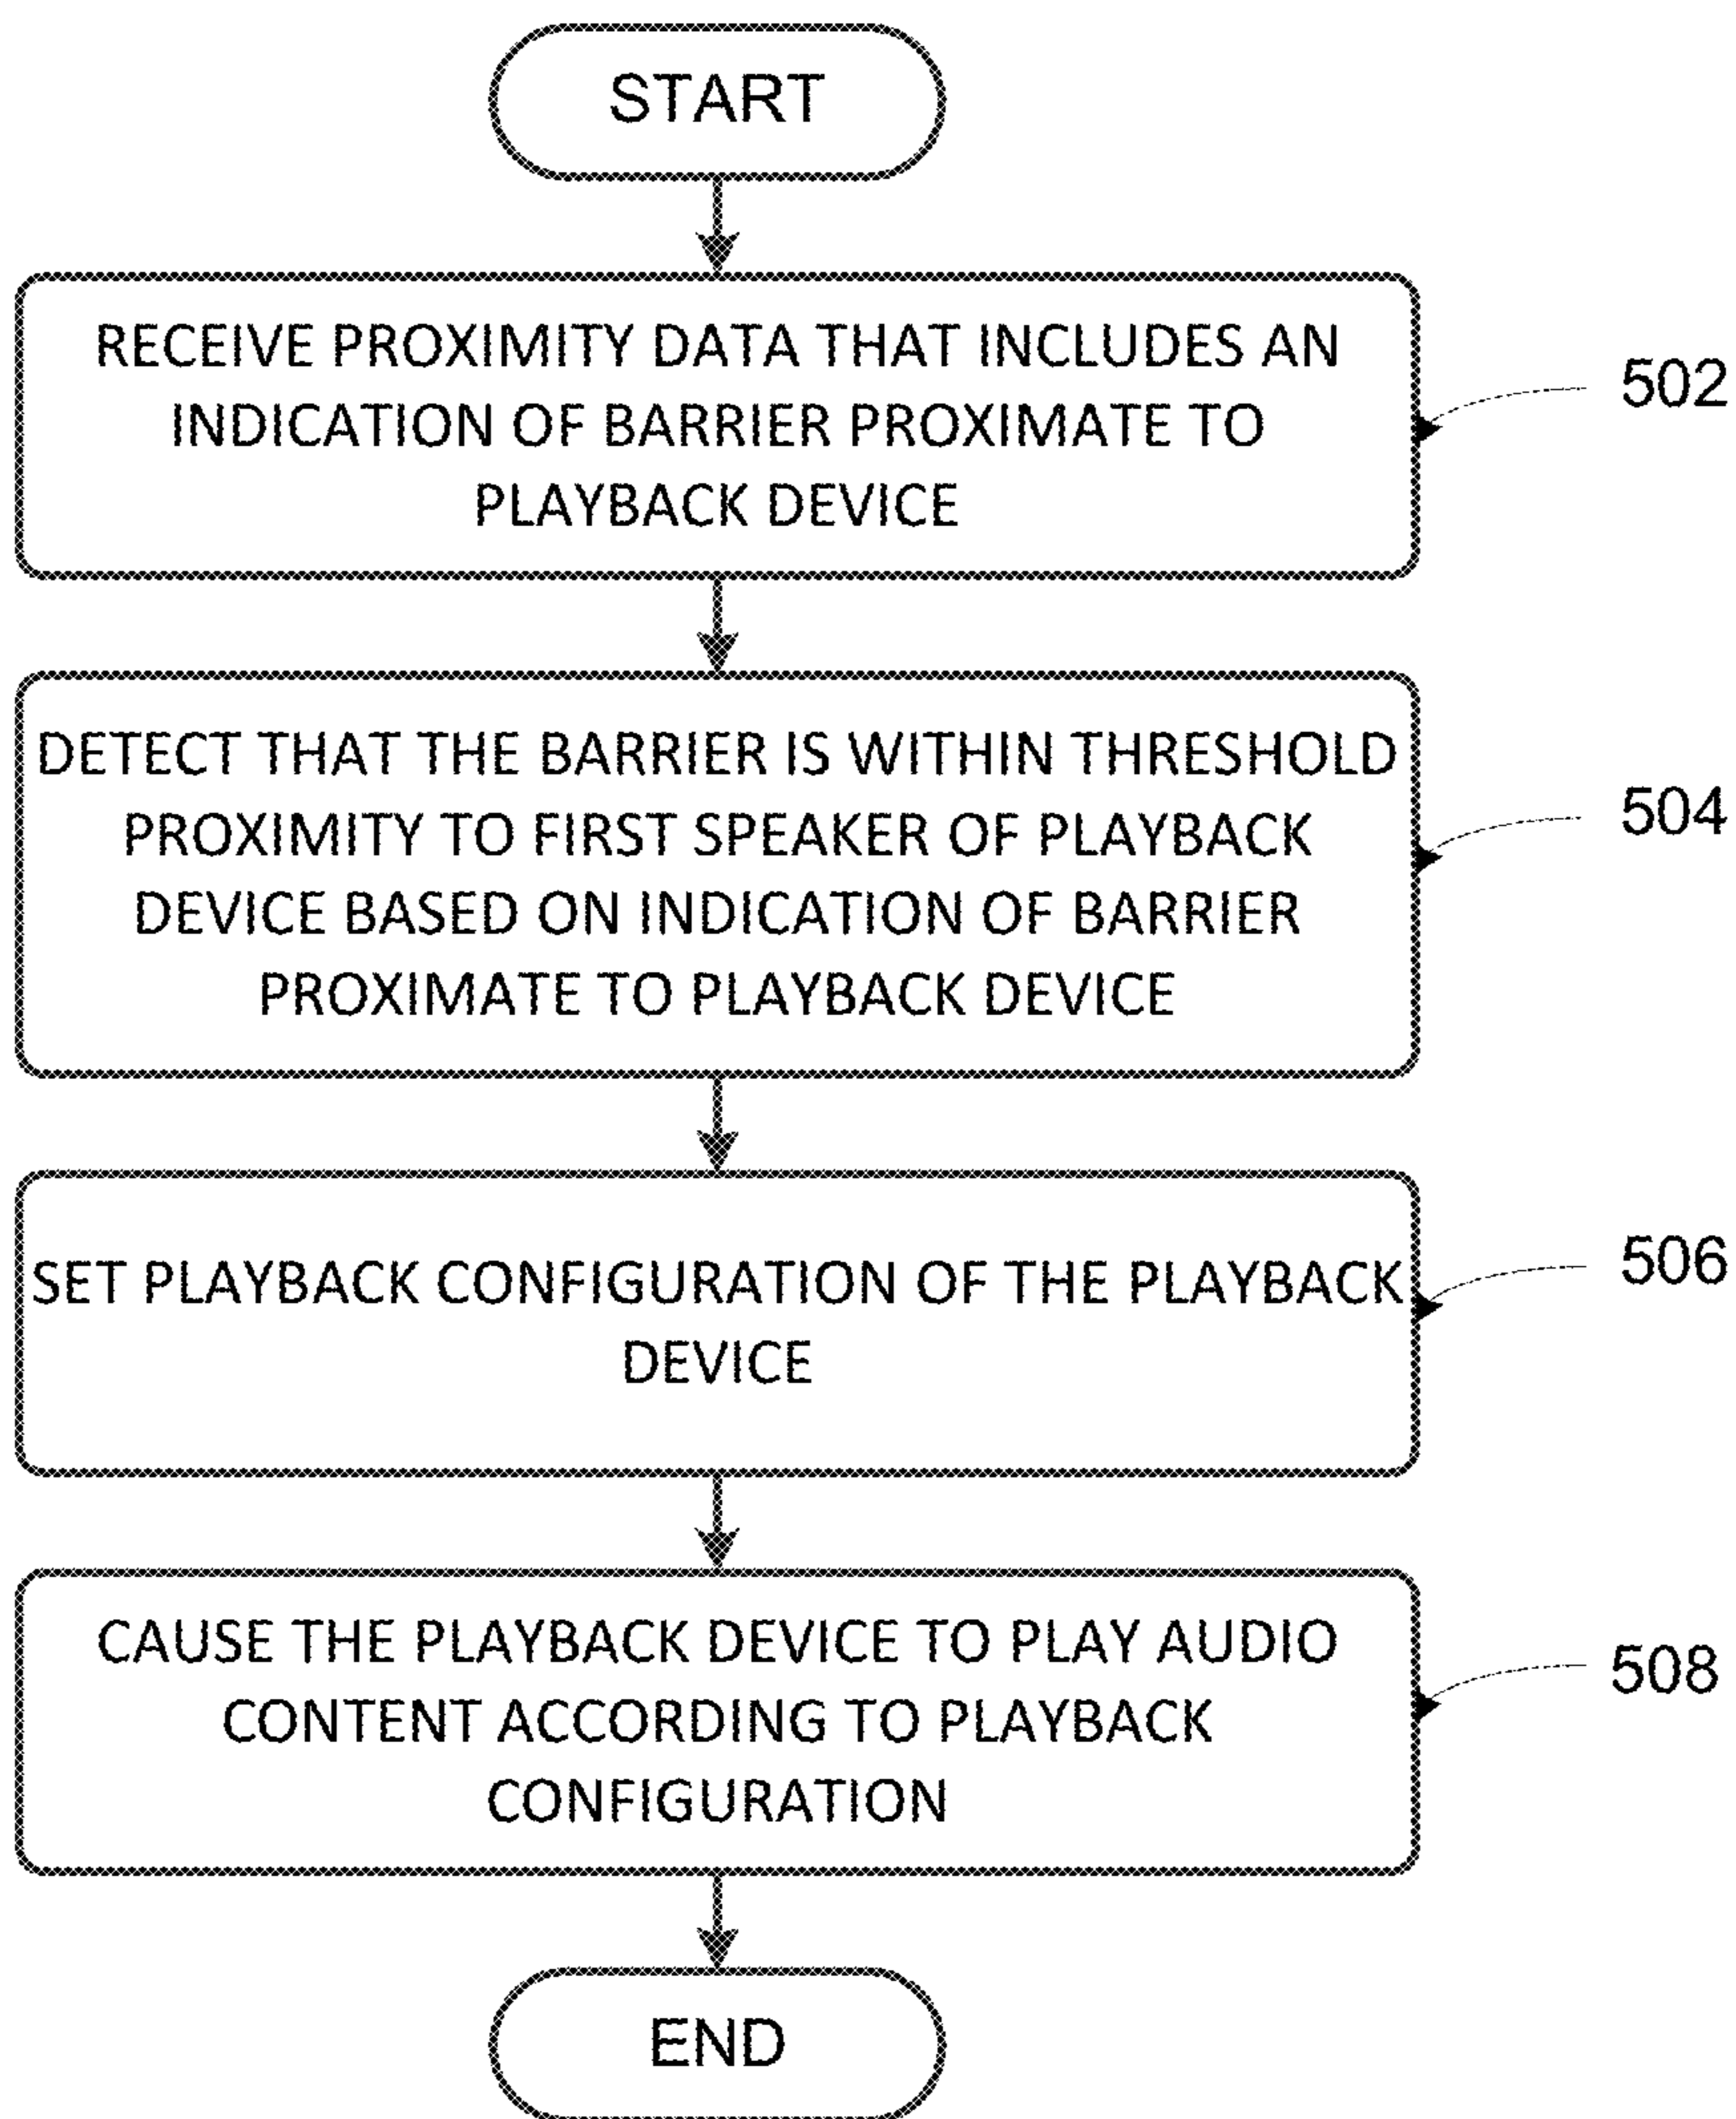 START
RECEIVE PROXIMITY DATA THAT INCLUDES AN
INDICATION OF BARRIER PROXIMATE TO
PLAYBACK DEVICE
502
DETECT THAT THE BARRIER IS WITHIN THRESHOLD
PROXIMITY TO FIRST SPEAKER OF PLAYBACK
DEVICE BASED ON INDICATION OF BARRIER
PROXIMATE TO PLAYBACK DEVICE
504
SET PLAYBACK CONFIGURATION OF THE PLAYBACK
DEVICE
506
CAUSE THE PLAYBACK DEVICE TO PLAY AUDIO
CONTENT ACCORDING TO PLAYBACK
CONFIGURATION
508
END